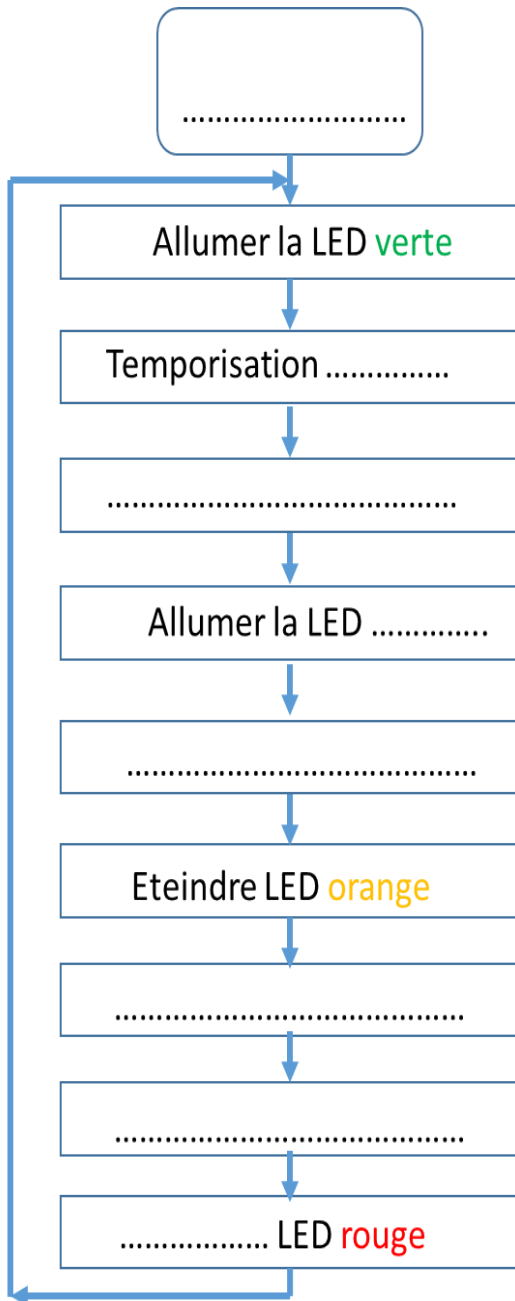 ..............................
Allumer la LED verte
Temporisation ...............
..........................................
Allumer la LED ..............
..........................................
Eteindre LED orange
..........................................
..........................................
.................. LED rouge